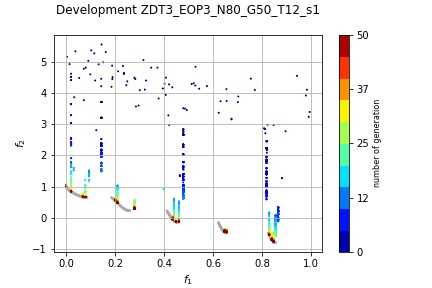 Development ZDT3_EOP3_N80_G50_T12_s1
5
4
3
2
1
0
−1
f₂
0.0 0.2 0.4 0.6 0.8 1.0
f₁
50
37
25
12
0
number of generation